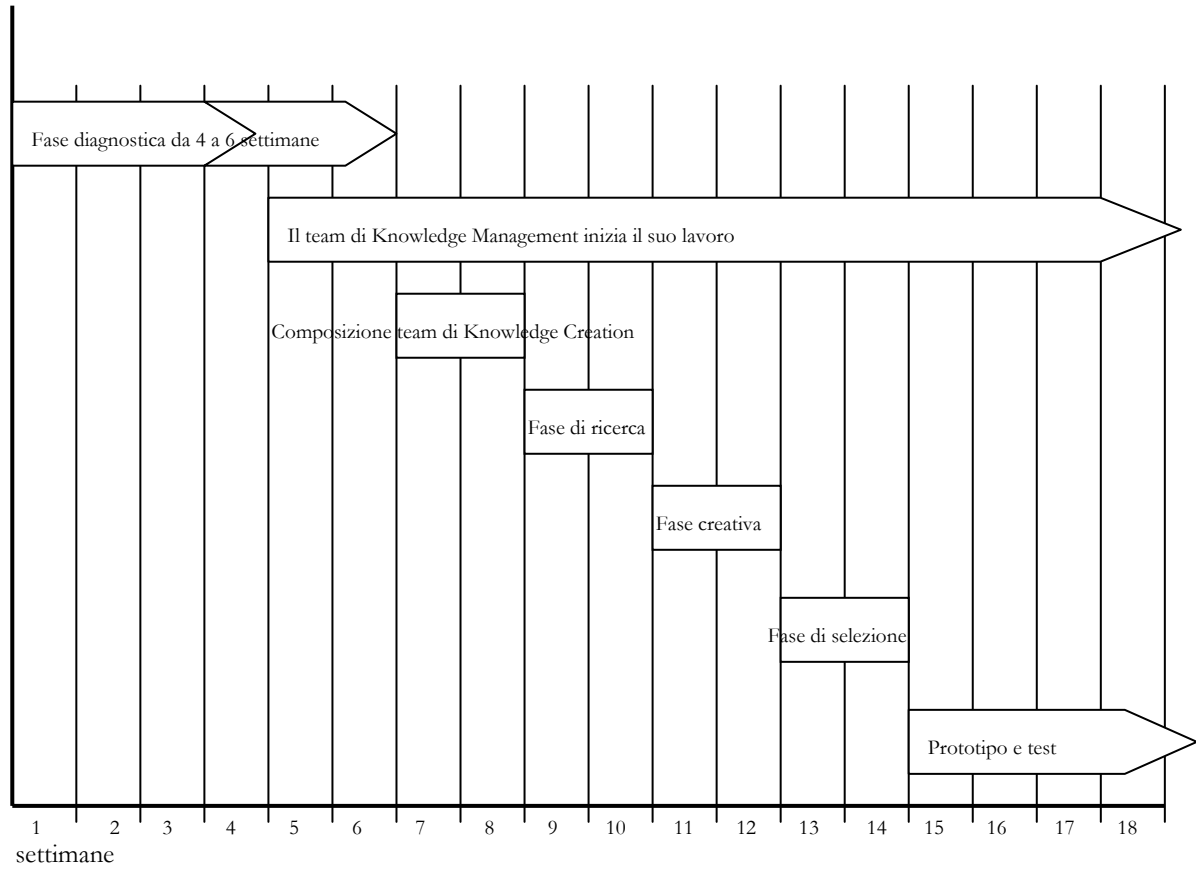 Fase diagnostica da 4 a 6 settimane
Il team di Knowledge Management inizia il suo lavoro
Composizione team di Knowledge Creation
Fase di ricerca
Fase creativa
Fase di selezione
Prototipo e test
1 2 3 4 5 6 7 8 9 10 11 12 13 14 15 16 17 18
settimane